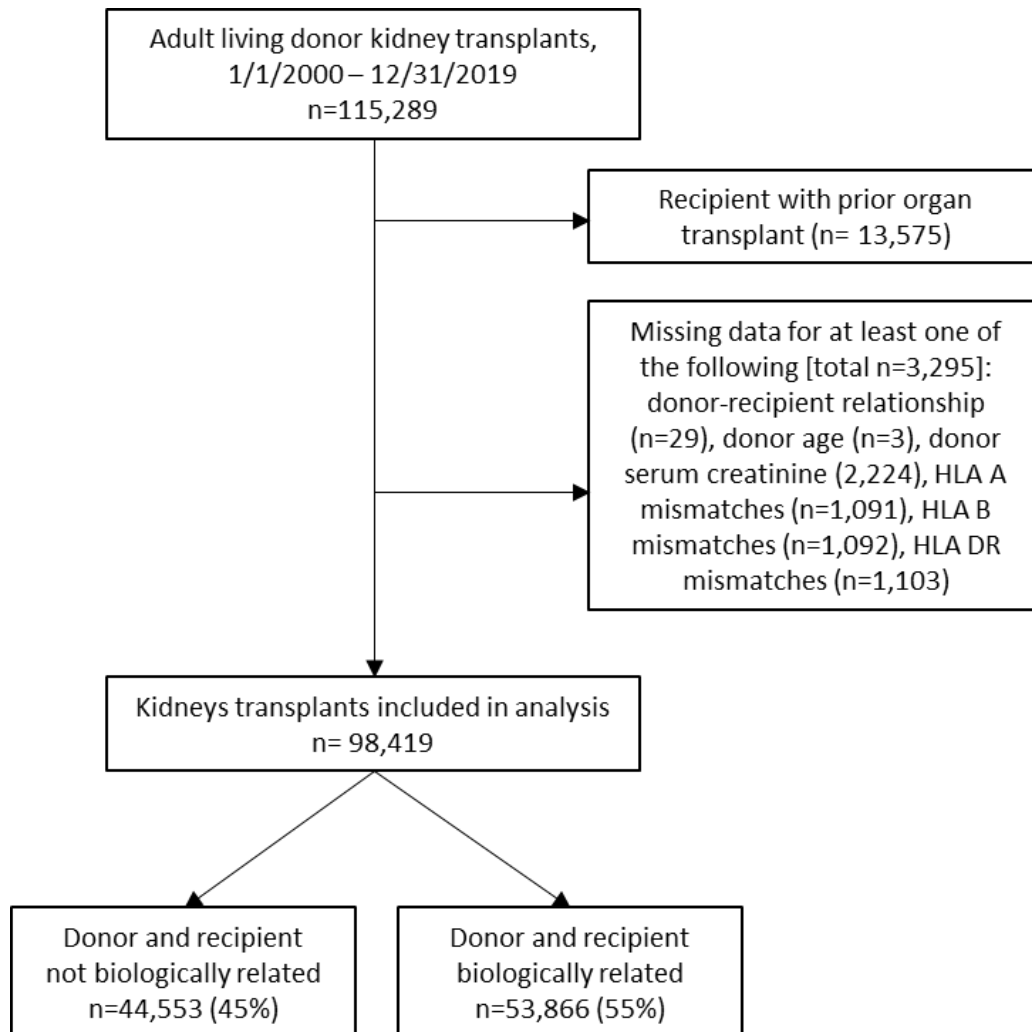 Adult living donor kidney transplants,
1/1/2000 – 12/31/2019
n=115,289
Recipient with prior organ
transplant (n= 13,575)
Missing data for at least one of
the following [total n=3,295]:
donor-recipient relationship
(n=29), donor age (n=3), donor
serum creatinine (2,224), HLA A
mismatches (n=1,091), HLA B
mismatches (n=1,092), HLA DR
mismatches (n=1,103)
Kidneys transplants included in analysis
n= 98,419
Donor and recipient
not biologically related
n=44,553 (45%)
Donor and recipient
biologically related
n=53,866 (55%)